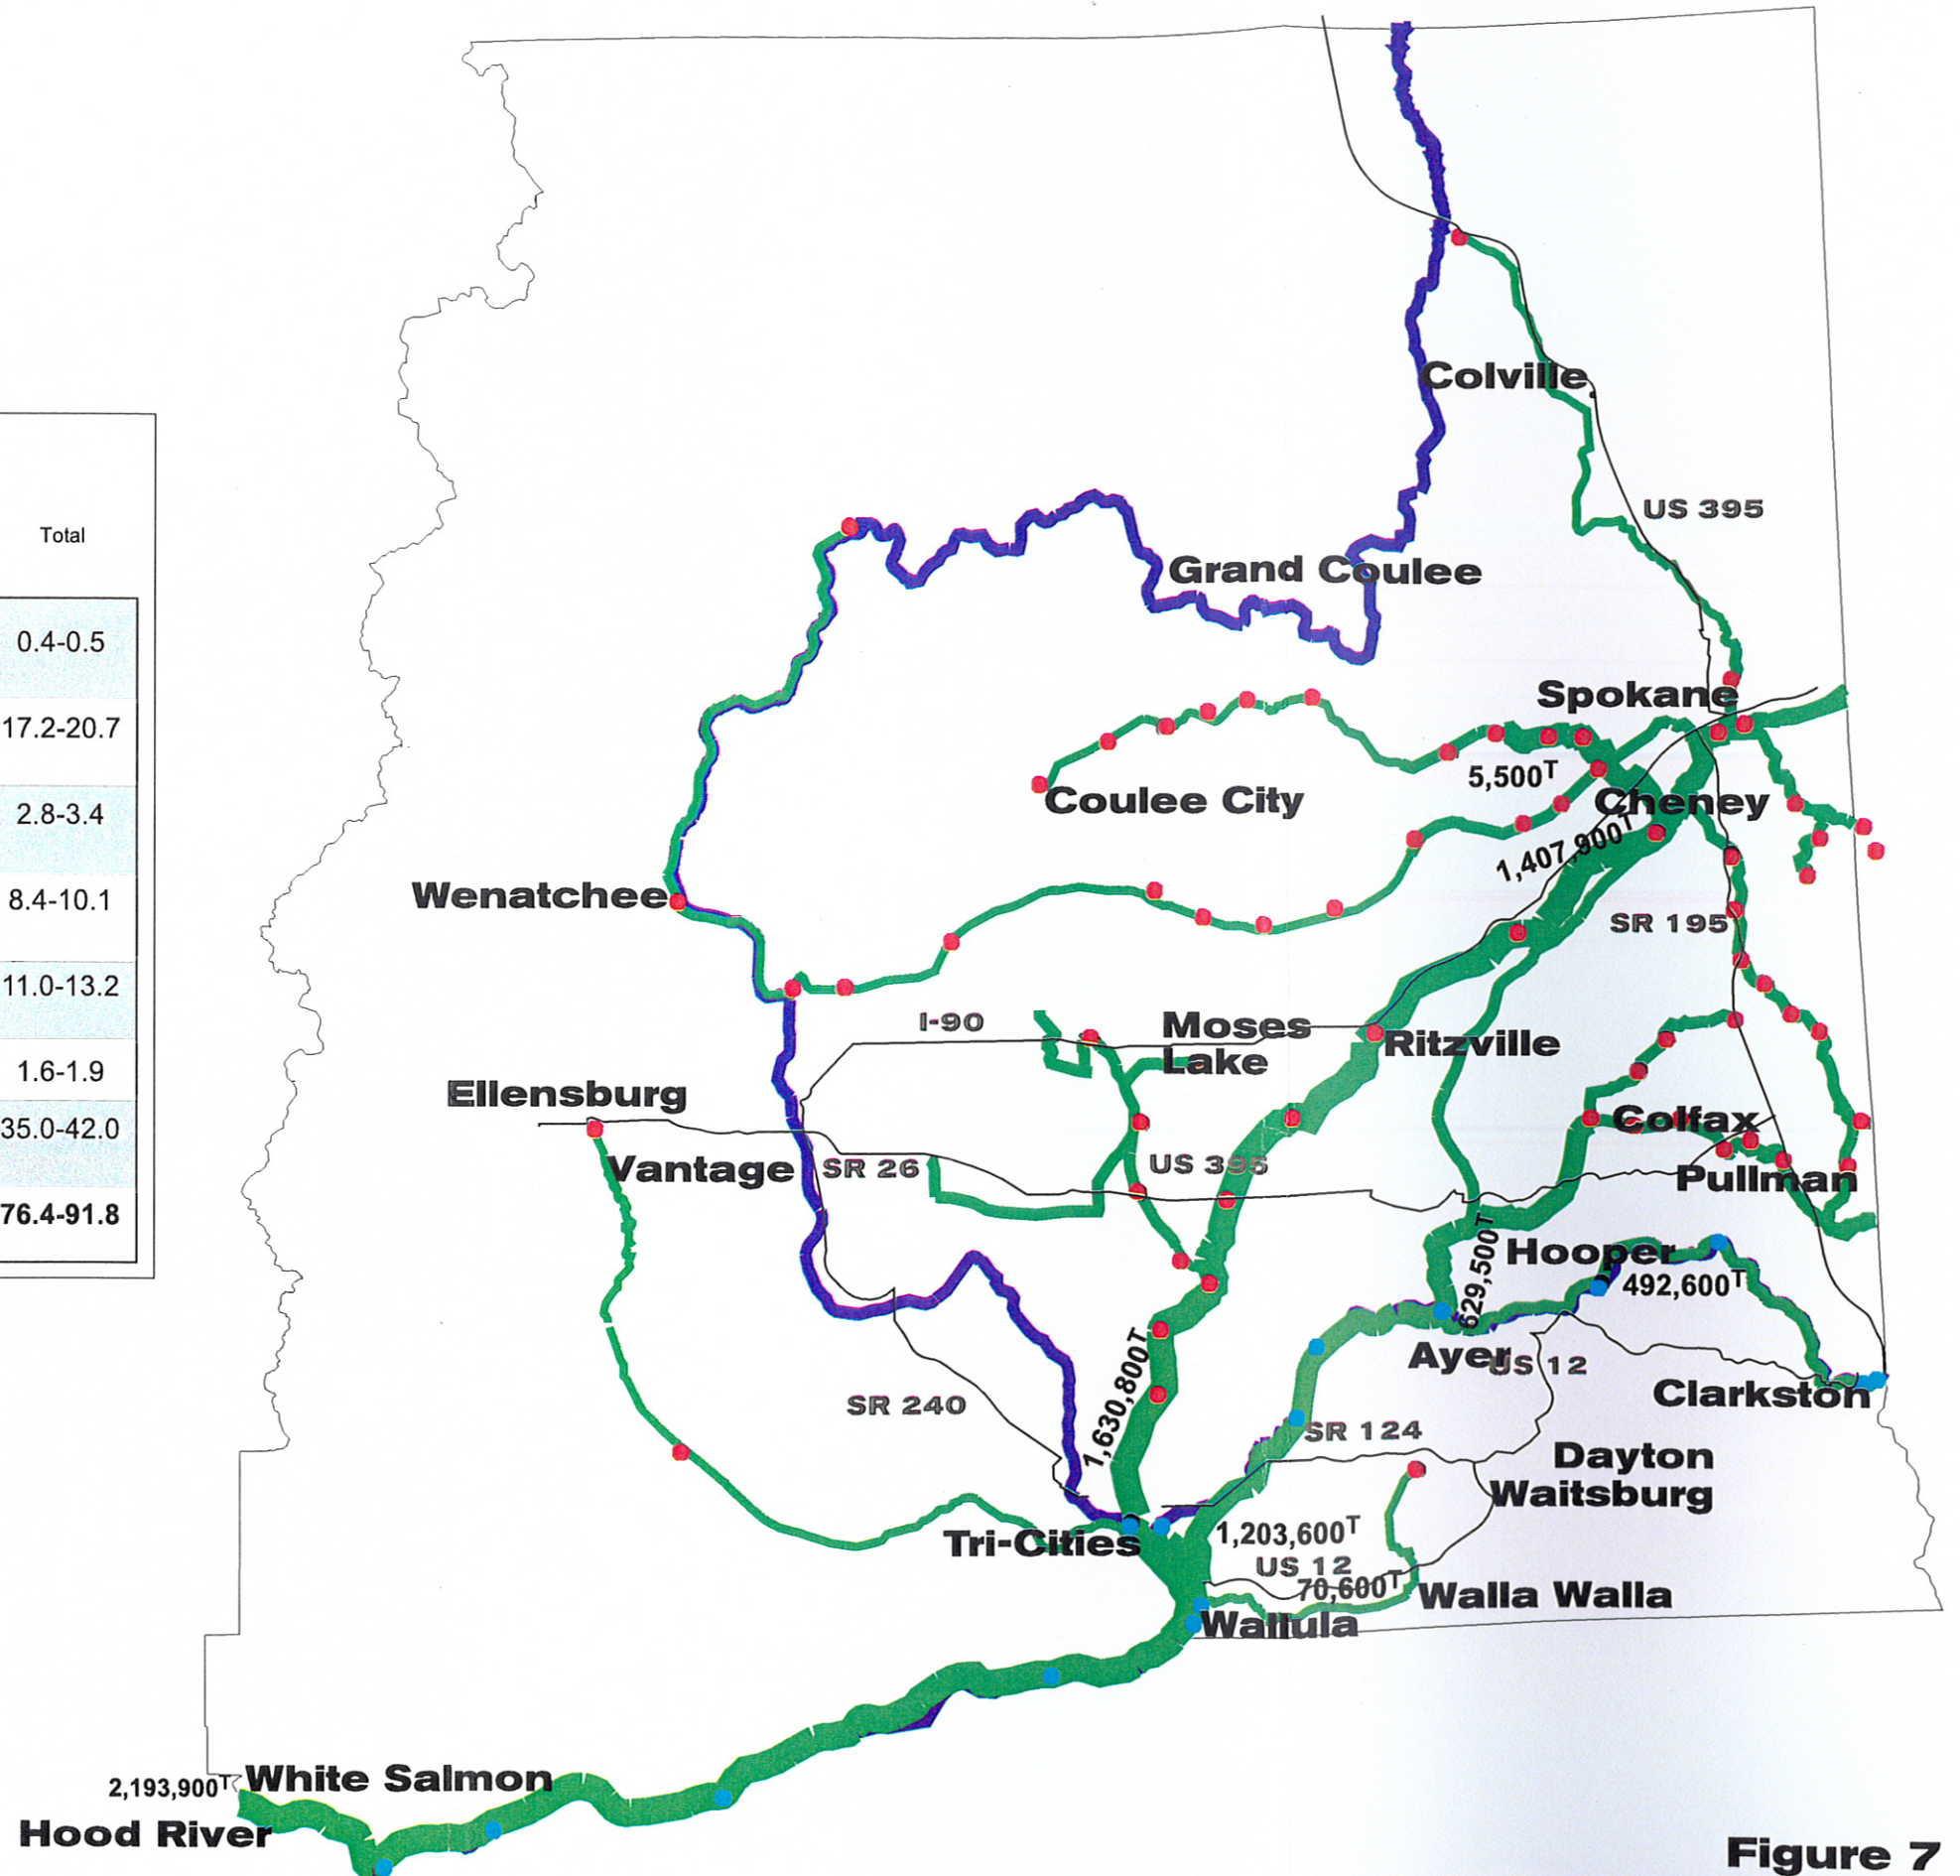 Total
0.4-0.5
17.2-20.7
2.8-3.4
8.4-10.1
11.0-13.2
1.6-1.9
35.0-42.0
76.4-91.8
Colville
US 395
Grand Coulee
Spokane
5,500T
Coulee City
Cheney
1,407,900T
Wenatchee
SR 195
I-90
Moses
Lake
Ritzville
Ellensburg
Colfax
Vantage
SR 26
US 395
Pullman
629,500T
Hooper
492,600T
1,630,800T
Ayer
US 12
Clarkston
SR 240
SR 124
Dayton
Waitsburg
Tri-Cities
1,203,600T
US 12
70,600T
Walla Walla
Wallula
2,193,900T
White Salmon
Hood River
Figure 7